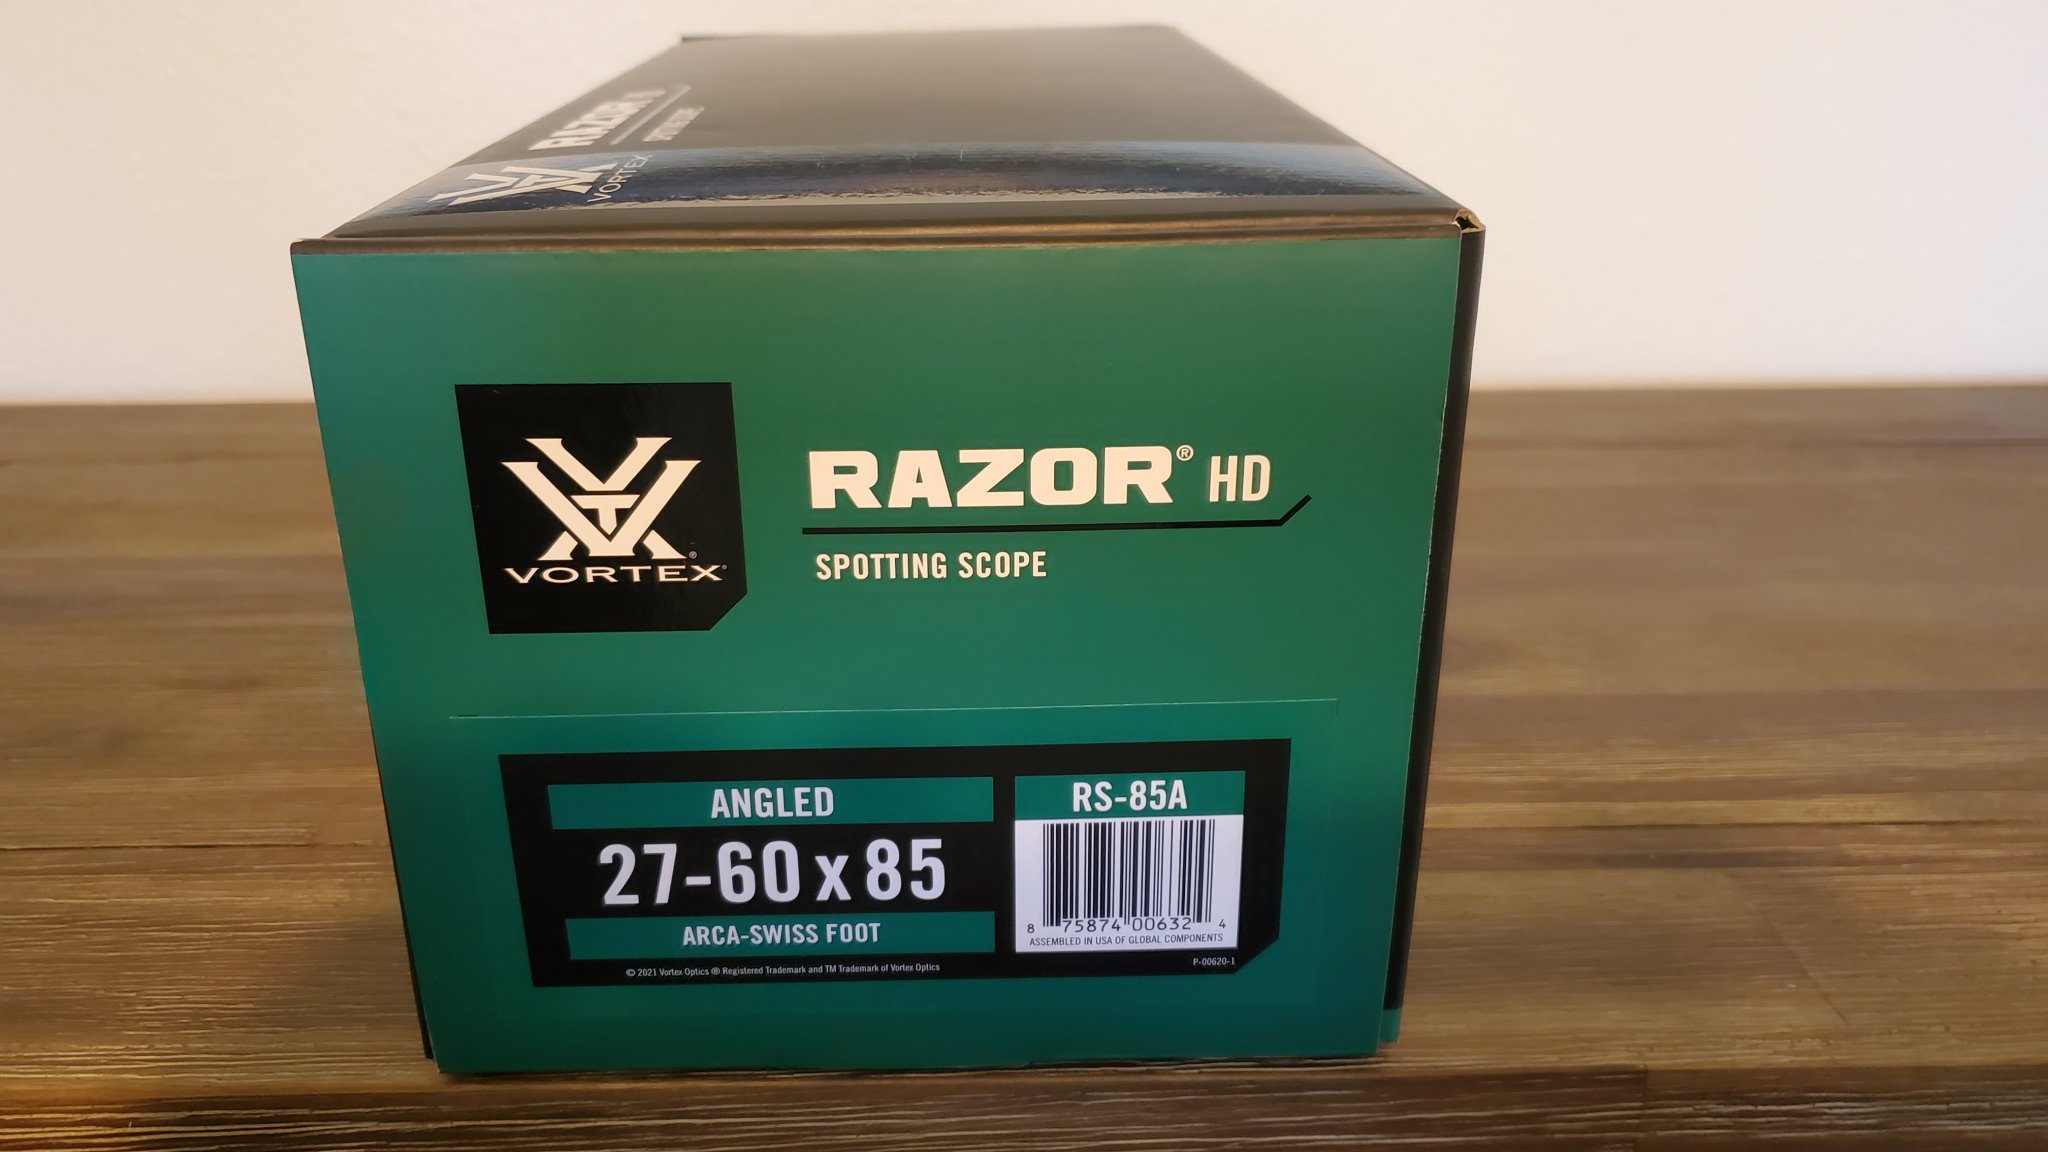 RAZOR HD
SPOTTING SCOPE
VORTEX
RAZOR® HD
SPOTTING SCOPE
VORTEX®
ANGLED
27-60 x 85
ARCA-SWISS FOOT
RS-85A
8 75874 00632 4
ASSEMBLED IN USA OF GLOBAL COMPONENTS
© 2021 Vortex Optics ® Registered Trademark and TM Trademark of Vortex Optics
P-00620-1